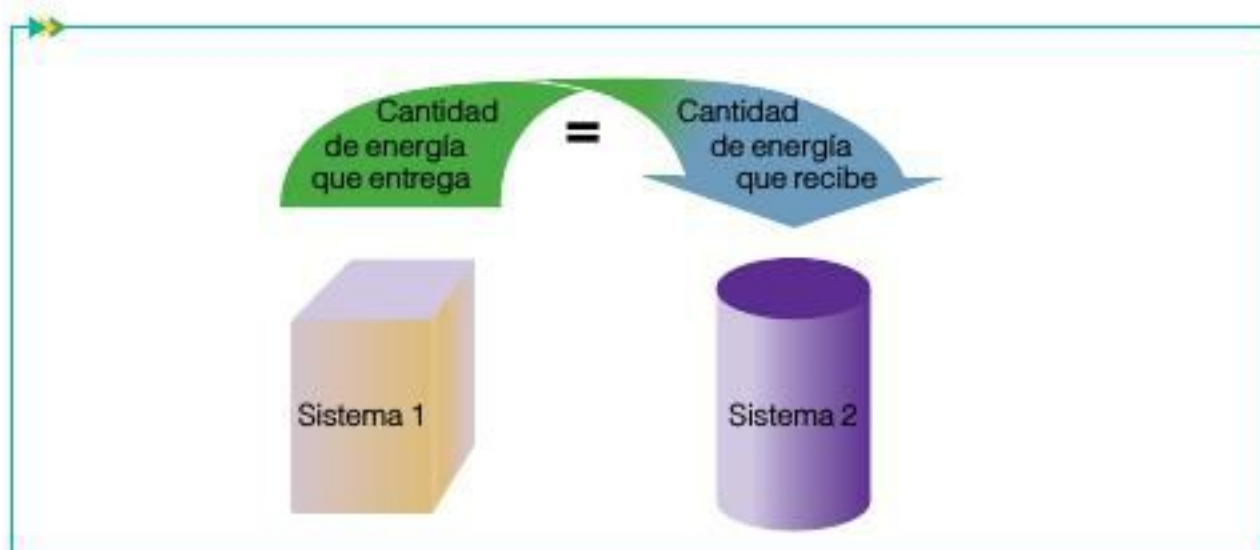 Cantidad
de energía
que entrega
=
Cantidad
de energía
que recibe
Sistema 1
Sistema 2